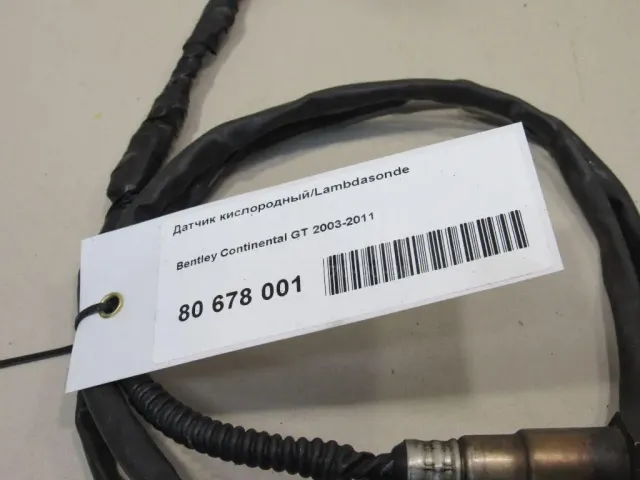 Датчик кислородный/Lambdasonde
Bentley Continental GT 2003-2011
80 678 001